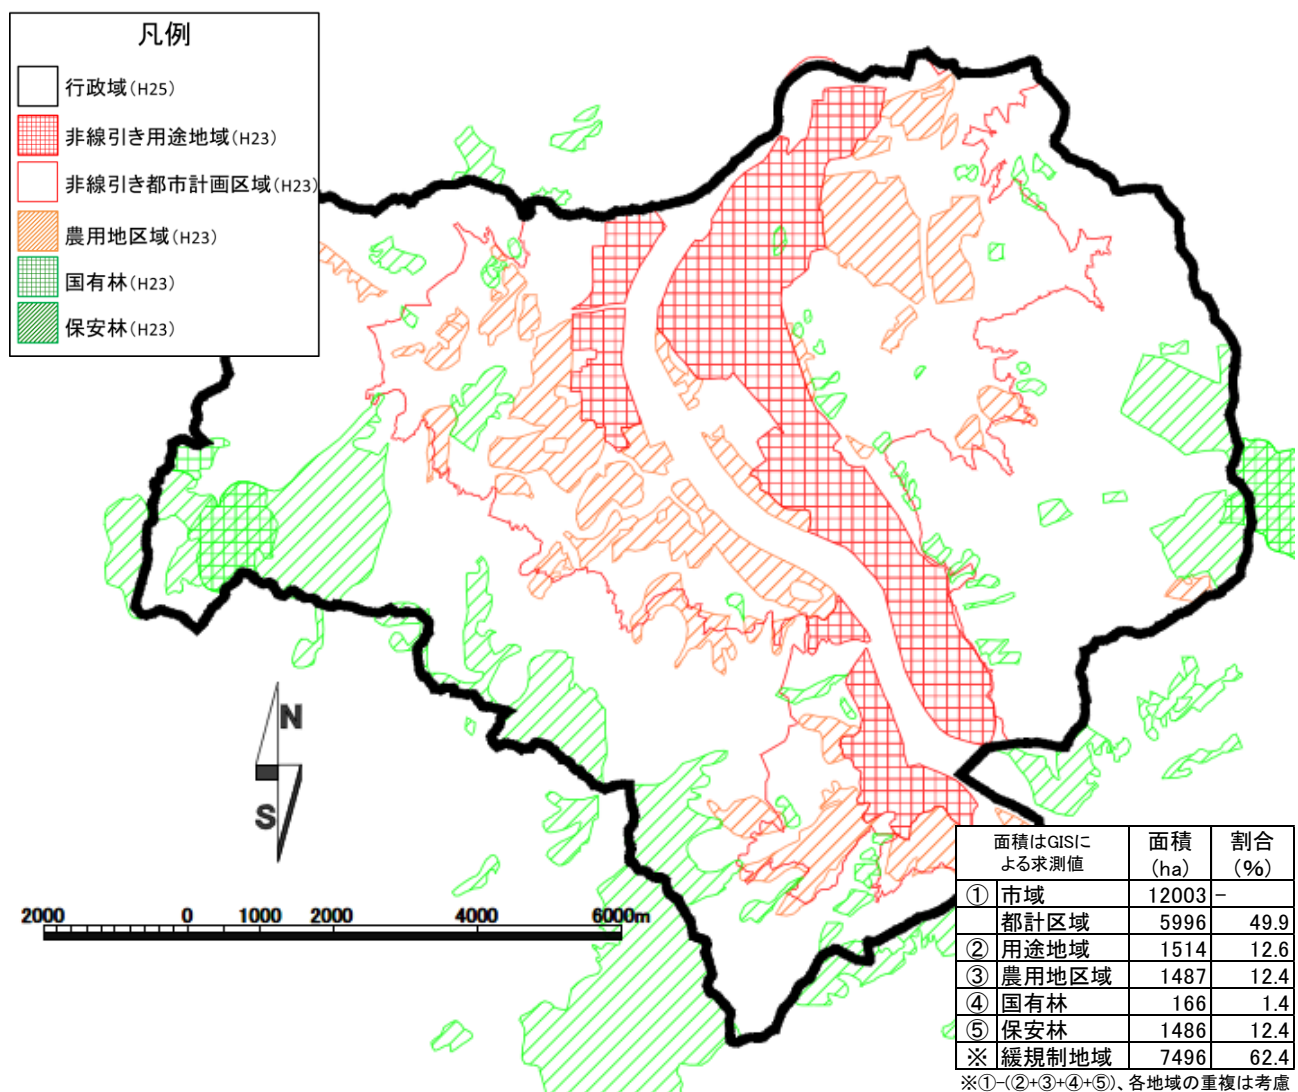 凡例
行政域(H25)
非線引き用途地域(H23)
非線引き都市計画区域(H23)
農用地区域(H23)
国有林(H23)
保安林(H23)
N
S
2000 0 1000 2000 4000 6000m
面積はGISに
よる求測値 面積
(ha) 割合
(%)
① 市域 12003 -
都計区域 5996 49.9
② 用途地域 1514 12.6
③ 農用地区域 1487 12.4
④ 国有林 166 1.4
⑤ 保安林 1486 12.4
※ 緩規制地域 7496 62.4
※①-(②+③+④+⑤)、各地域の重複は考慮